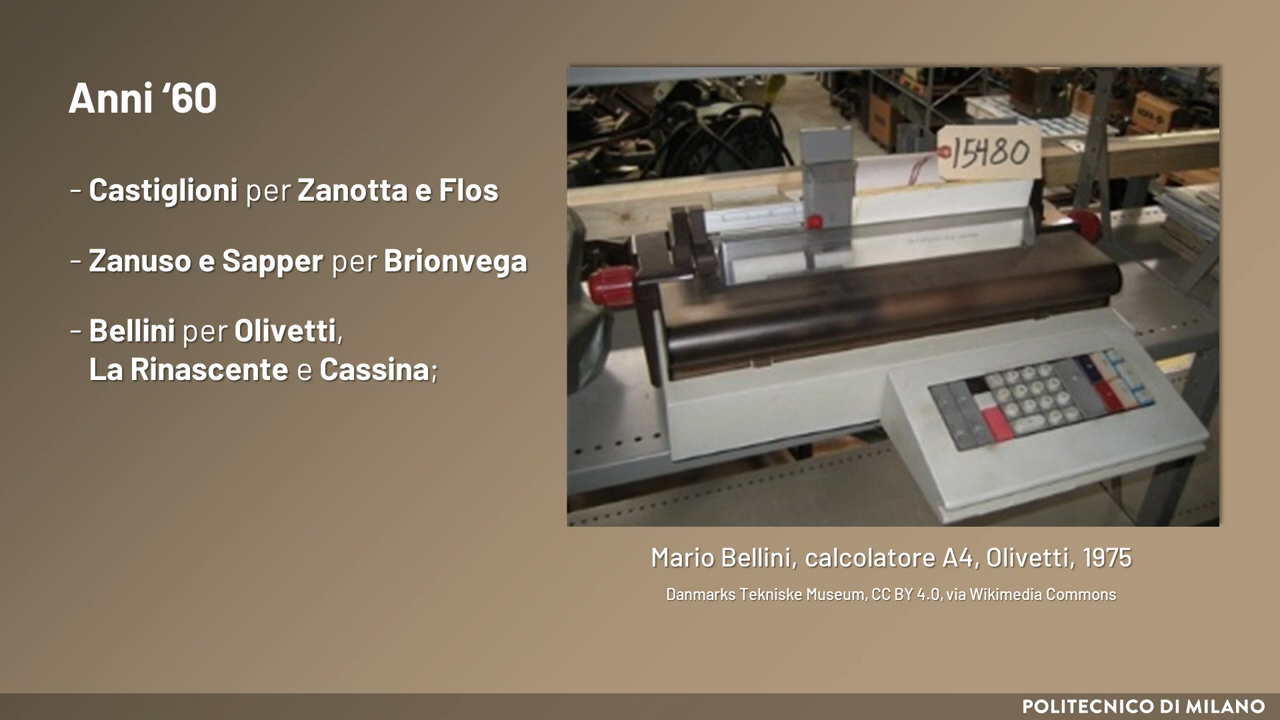 Anni ‘60
- Castiglioni per Zanotta e Flos
- Zanuso e Sapper per Brionvega
- Bellini per Olivetti,
La Rinascente e Cassina;
15480
Mario Bellini, calcolatore A4, Olivetti, 1975
Danmarks Tekniske Museum, CC BY 4.0, via Wikimedia Commons
POLITECNICO DI MILANO